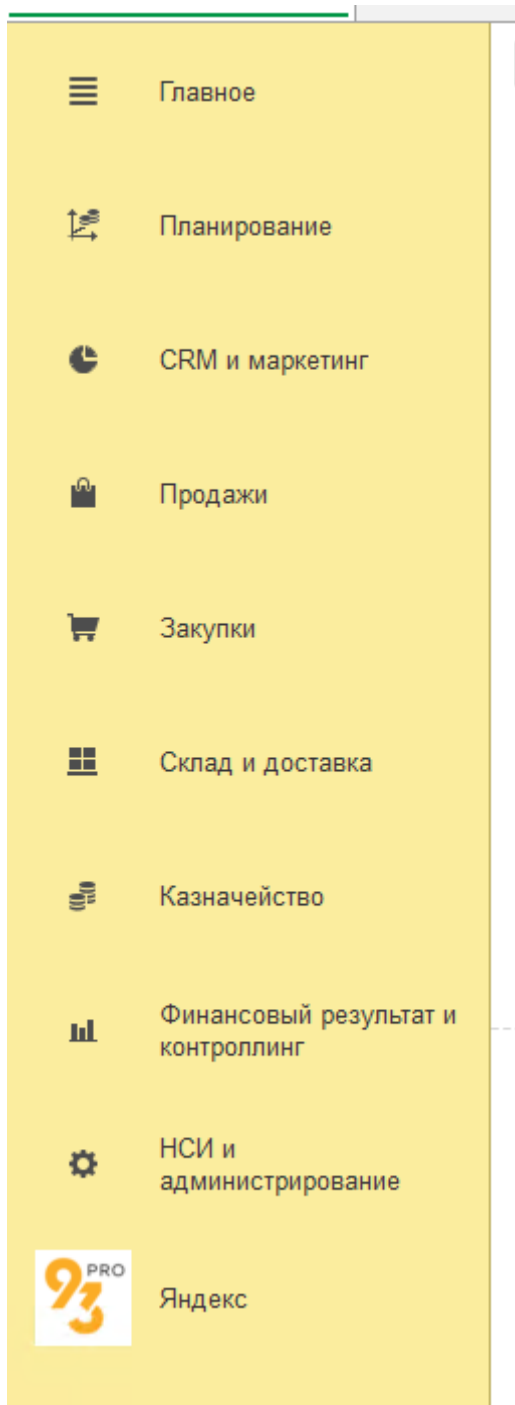 Главное
Планирование
CRM и маркетинг
Продажи
Закупки
Склад и доставка
Казначейство
Финансовый результат и
контроллинг
НСИ и
администрирование
93 PRO
Яндекс